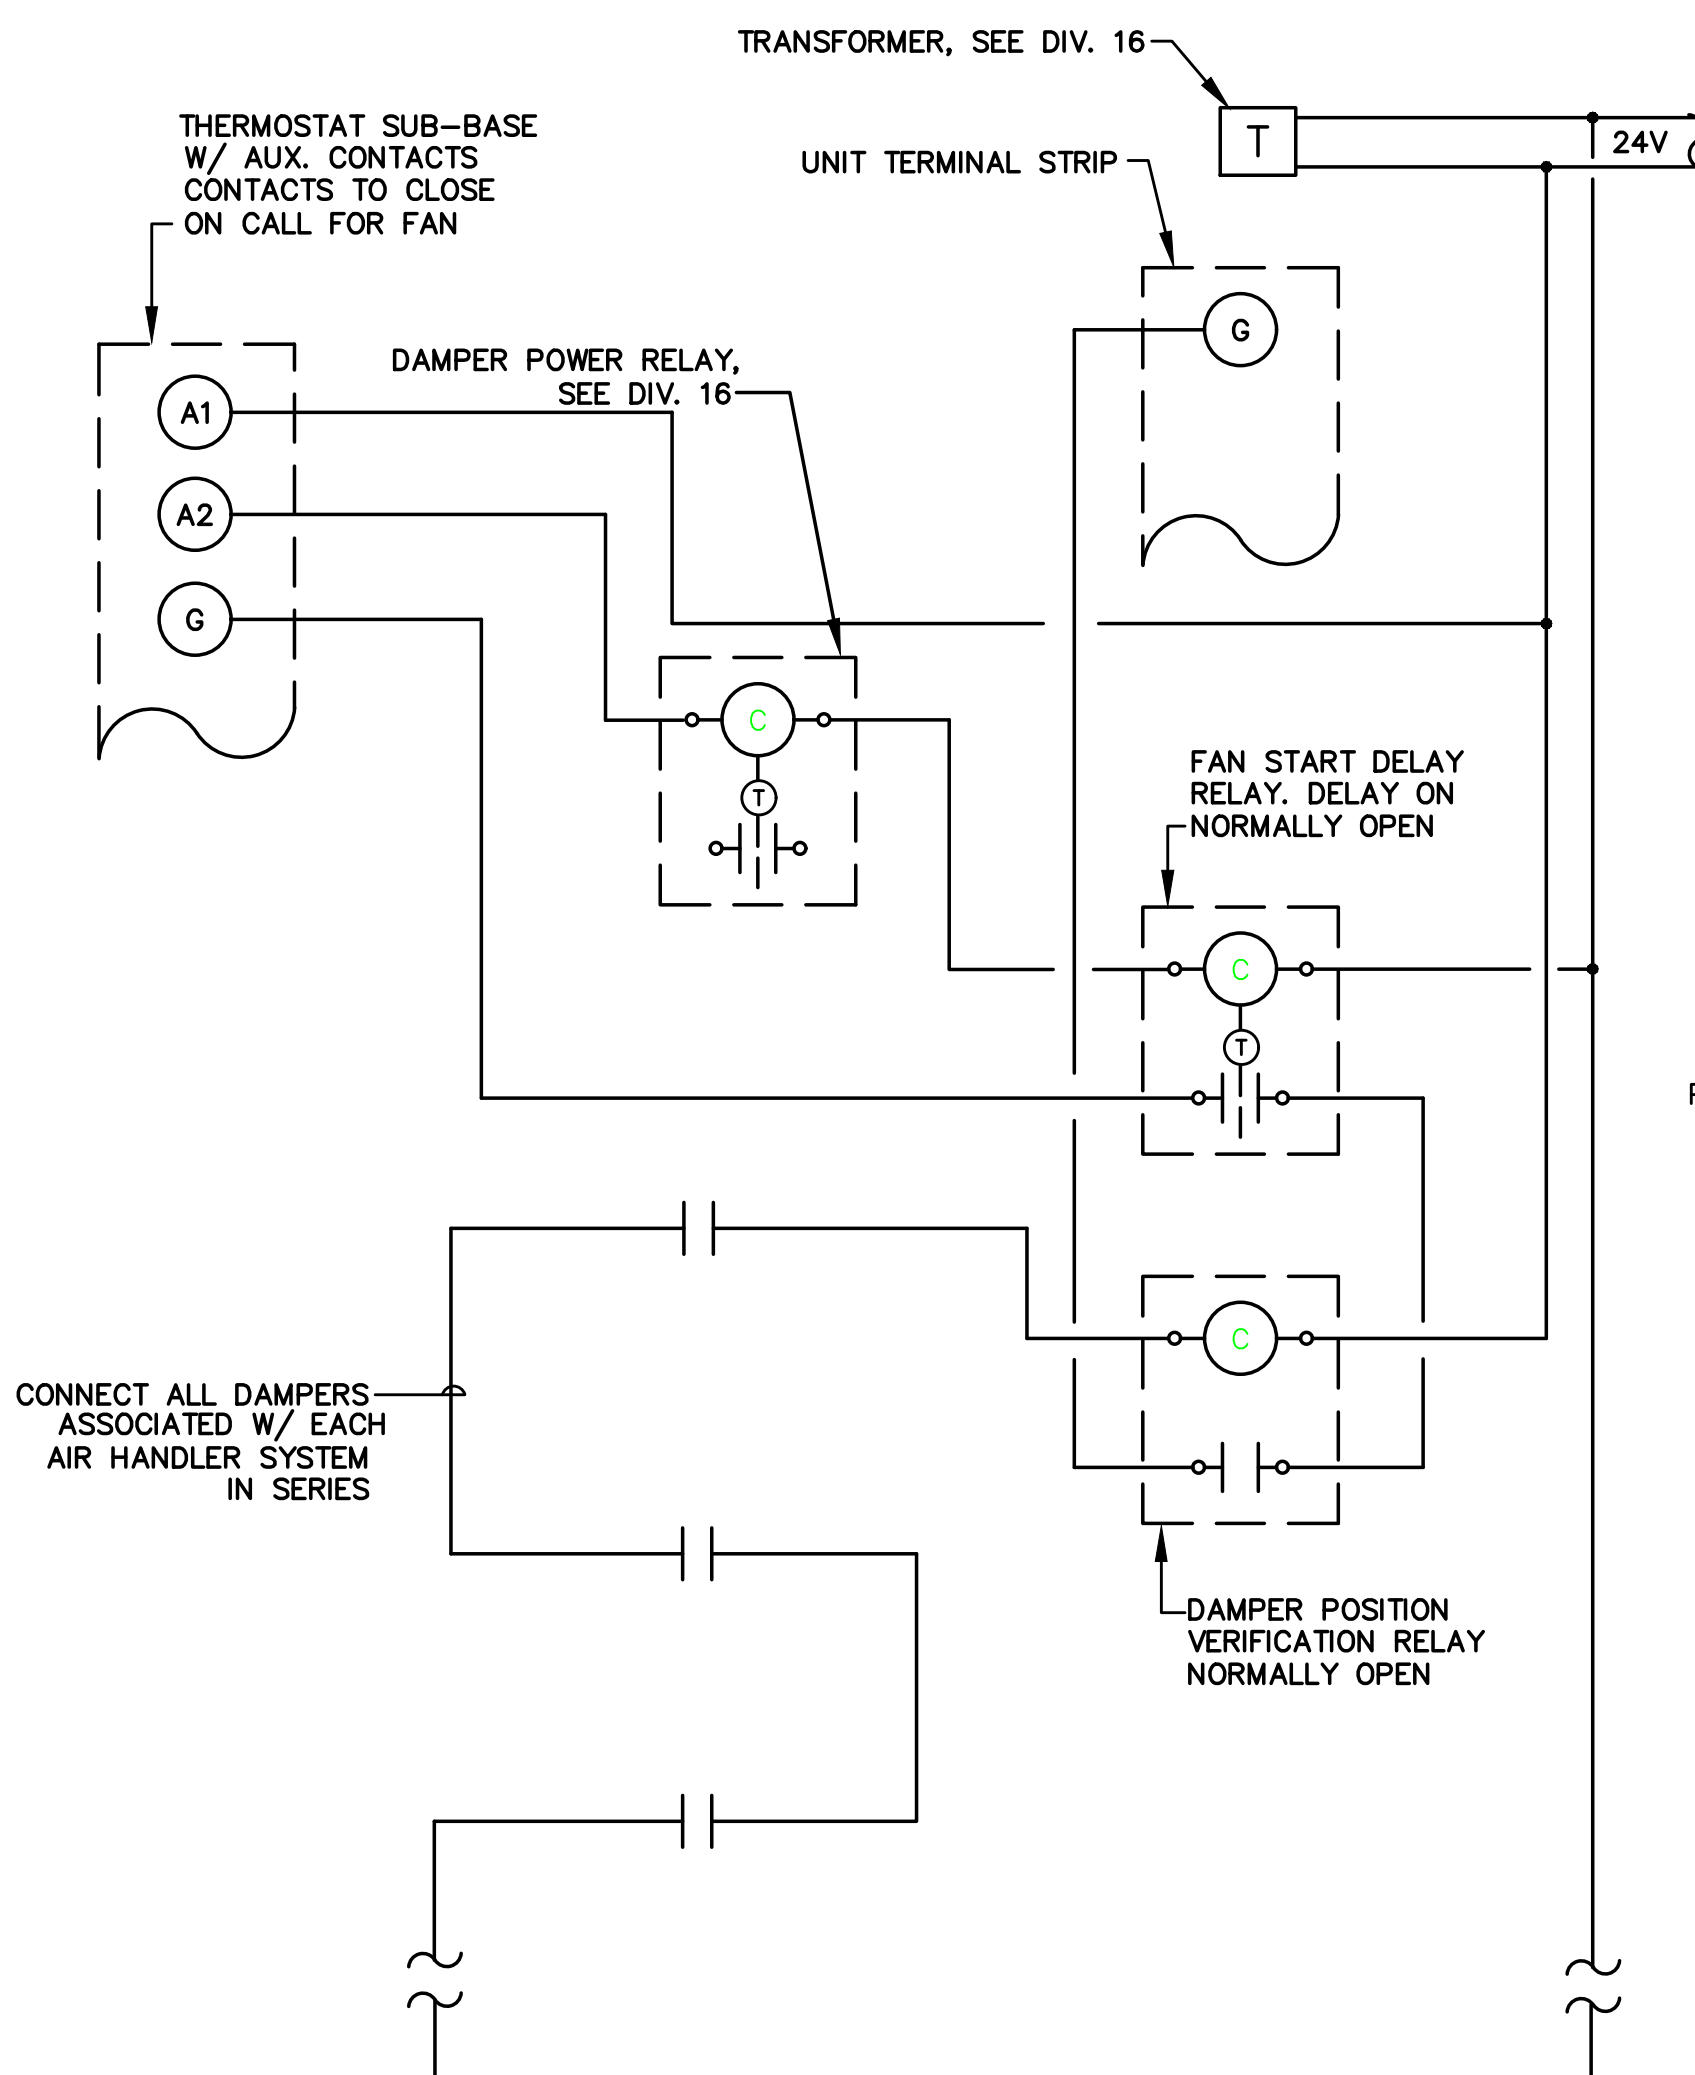 TRANSFORMER, SEE DIV. 16
T
24V
THERMOSTAT SUB-BASE
W/ AUX. CONTACTS
CONTACTS TO CLOSE
ON CALL FOR FAN
UNIT TERMINAL STRIP
G
DAMPER POWER RELAY,
SEE DIV. 16
A1
A2
G
C
T
FAN START DELAY
RELAY. DELAY ON
NORMALLY OPEN
C
T
C
CONNECT ALL DAMPERS
ASSOCIATED W/ EACH
AIR HANDLER SYSTEM
IN SERIES
DAMPER POSITION
VERIFICATION RELAY
NORMALLY OPEN